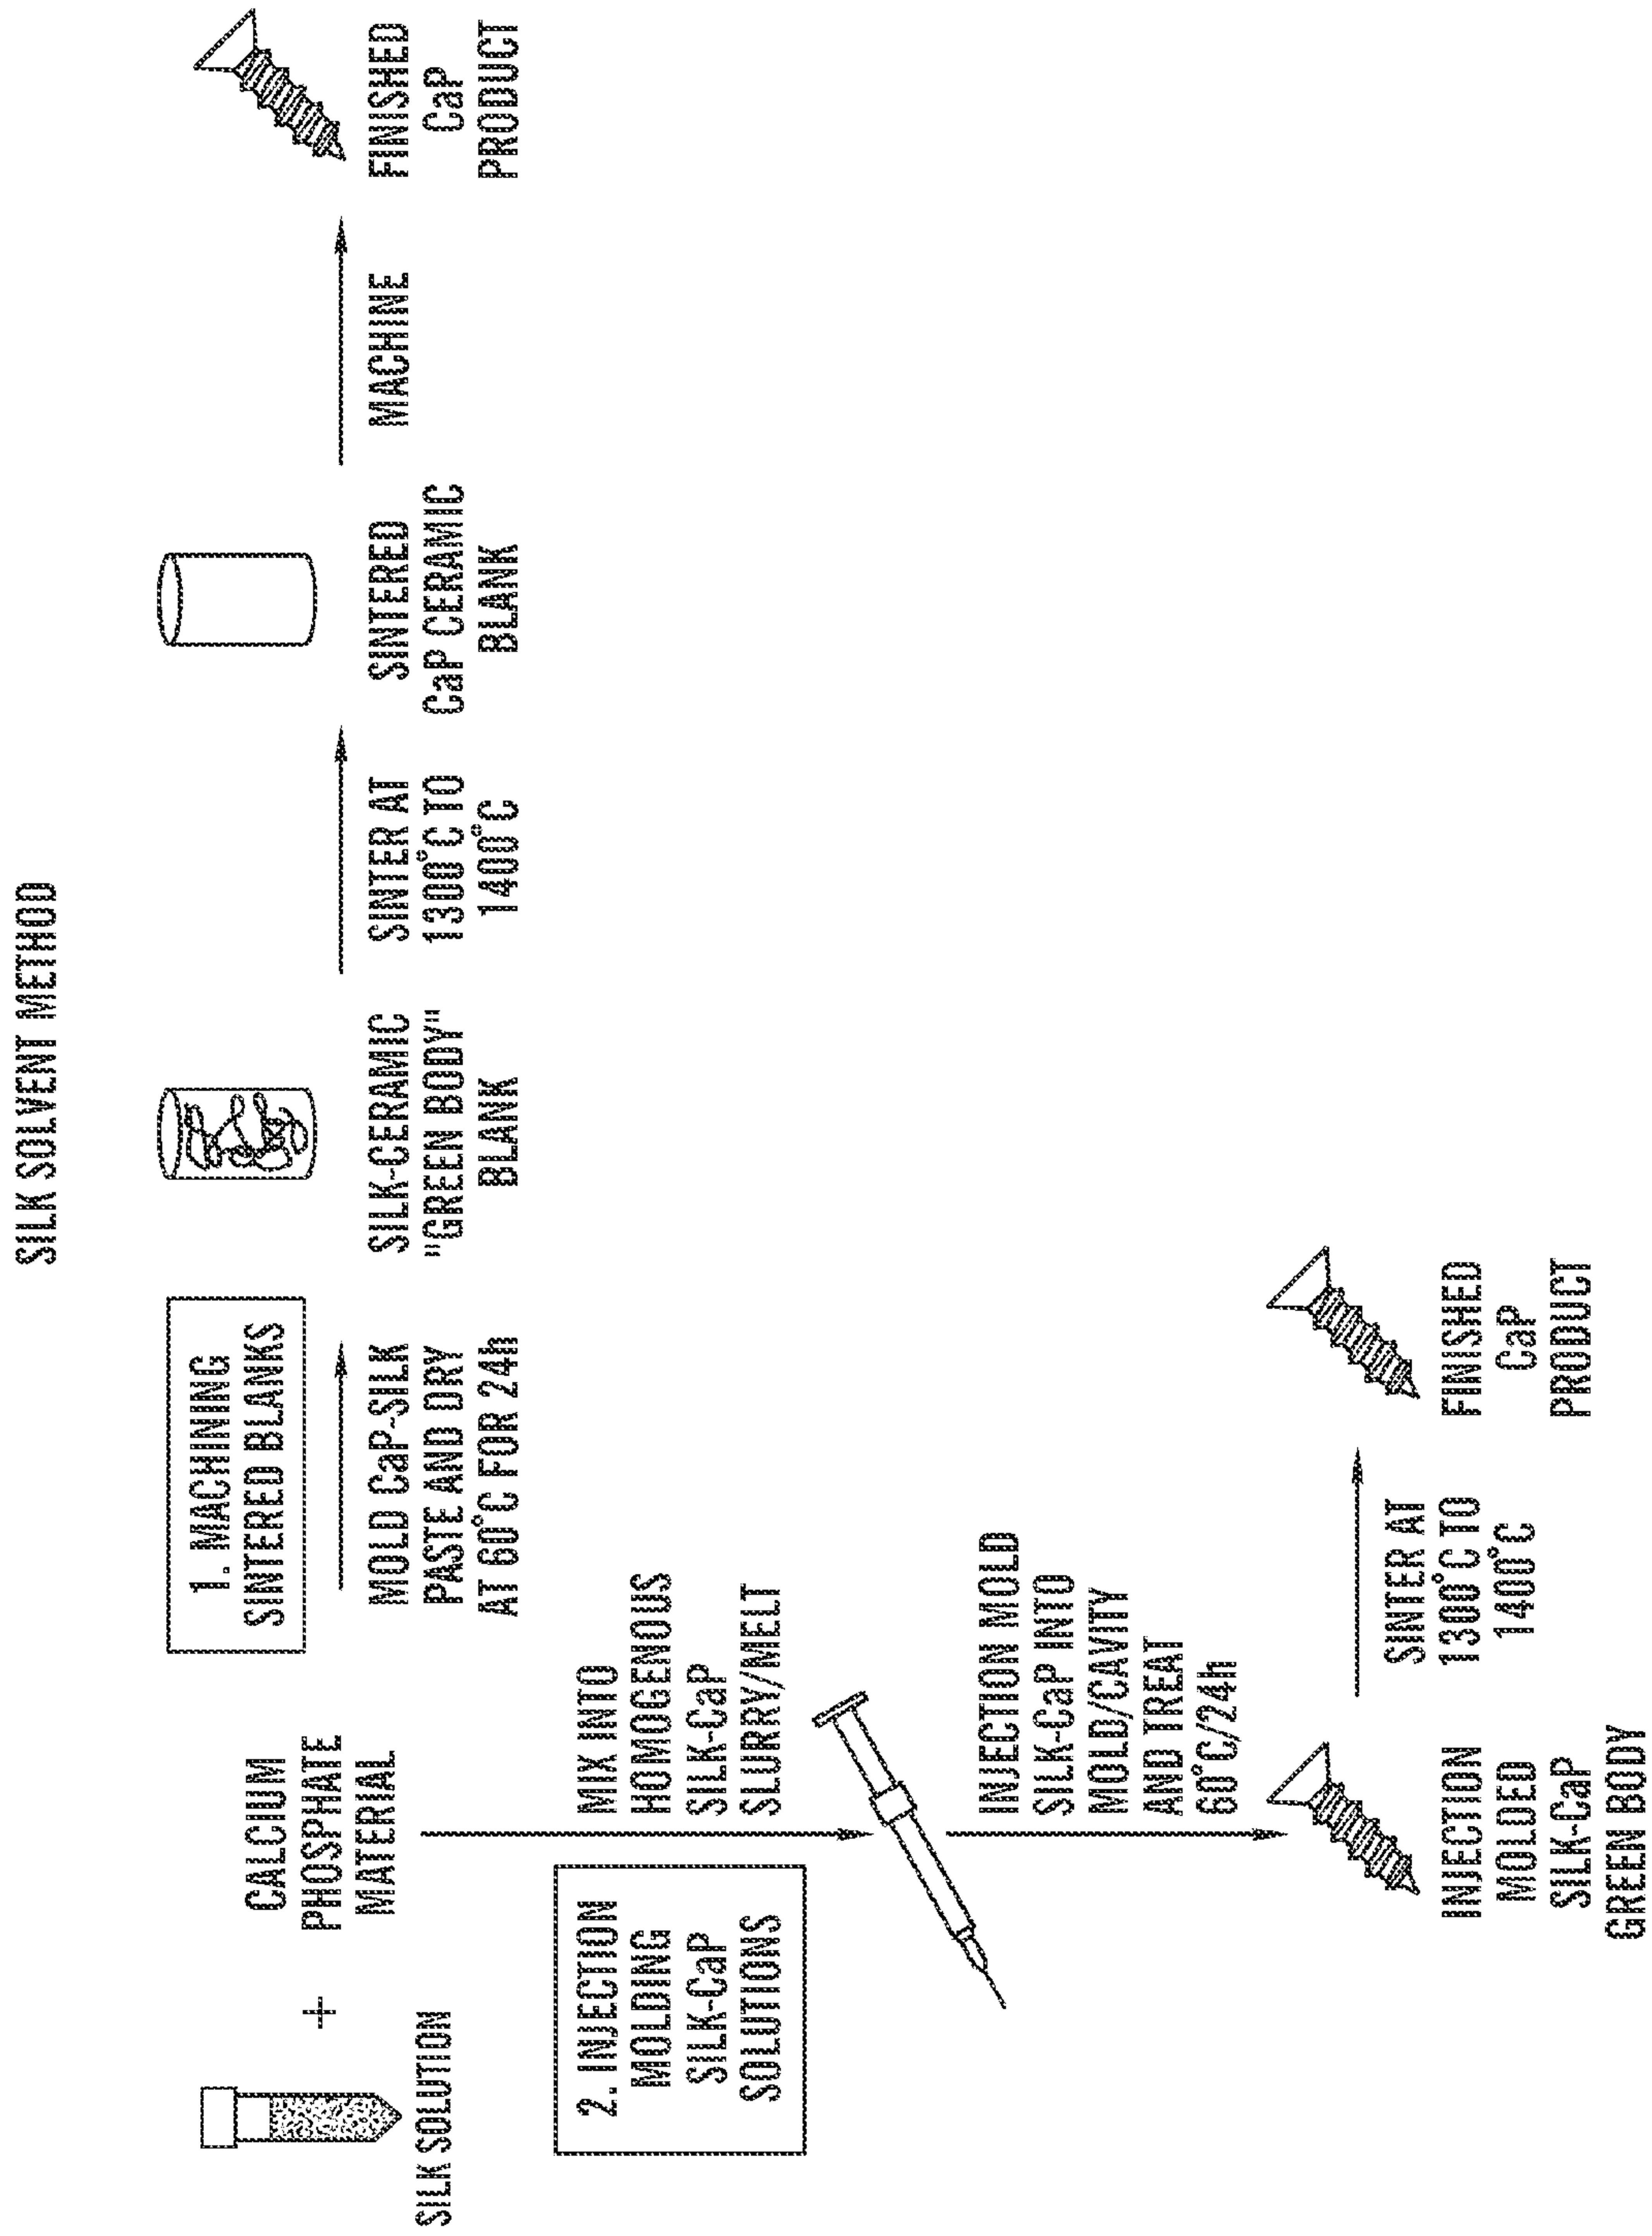 SILK SOLVENT METHOD
SILK SOLUTION
+
CALCIUM
PHOSPHATE
MATERIAL
1. MACHINING
SINTERED BLANKS
MOLD CaP-SILK
PASTE AND DRY
AT 60°C FOR 24h
SILK-CERAMIC
"GREEN BODY"
BLANK
SINTER AT
1300°C TO
1400°C
SINTERED
CaP CERAMIC
BLANK
MACHINE
FINISHED
CaP
PRODUCT
2. INJECTION
MOLDING
SILK-CaP
SOLUTIONS
MIX INTO
HOMOGENOUS
SILK-CaP
SLURRY/MELT
INJECTION MOLD
SILK-CaP INTO
MOLD/CAVITY
AND TREAT
60°C/24h
INJECTION
MOLDED
SILK-CaP
GREEN BODY
SINTER AT
1300°C TO
1400°C
FINISHED
CaP
PRODUCT